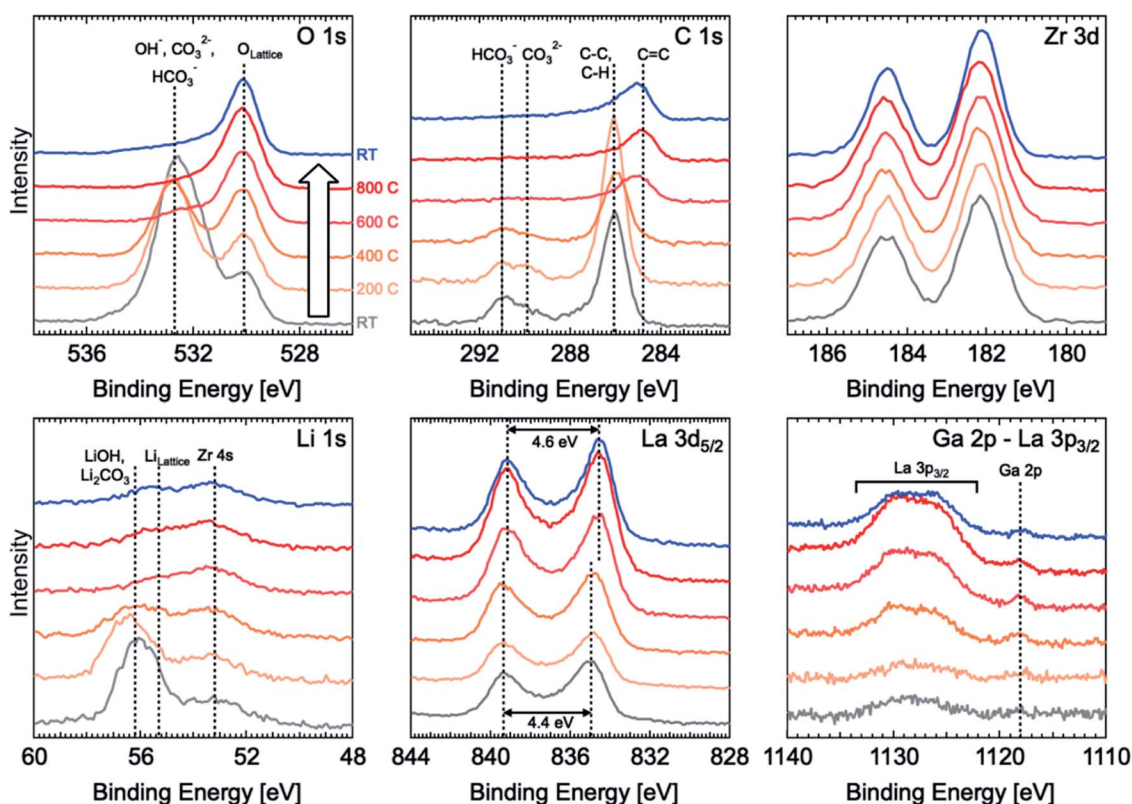 O 1s
OH⁻, CO₃²⁻,
HCO₃⁻
O_Lattice
RT
800 C
600 C
400 C
200 C
RT
Intensity
536 532 528
Binding Energy [eV]
C 1s
HCO₃⁻ CO₃²⁻
C-C,
C-H
C=C
292 288 284
Binding Energy [eV]
Zr 3d
186 184 182 180
Binding Energy [eV]
Li 1s
LiOH,
Li₂CO₃
Li_Lattice
Zr 4s
Intensity
60 56 52 48
Binding Energy [eV]
La 3d₅/₂
4.6 eV
4.4 eV
844 840 836 832 828
Binding Energy [eV]
Ga 2p - La 3p₃/₂
La 3p₃/₂
Ga 2p
1140 1130 1120 1110
Binding Energy [eV]